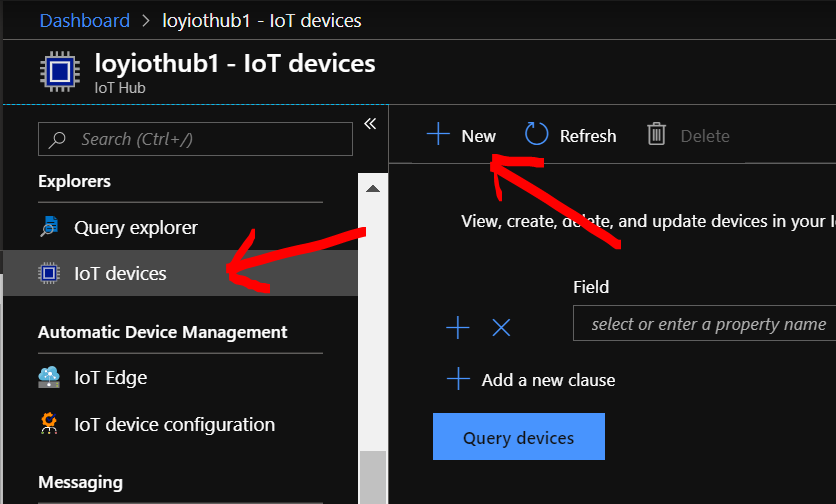 Dashboard > loyiothub1 - IoT devices
loyiothub1 - IoT devices
IoT Hub
Search (Ctrl+/)
Explorers
Query explorer
IoT devices
Automatic Device Management
IoT Edge
IoT device configuration
Messaging
New Refresh Delete
View, create, delete, and update devices in your
Field
select or enter a property name
Add a new clause
Query devices